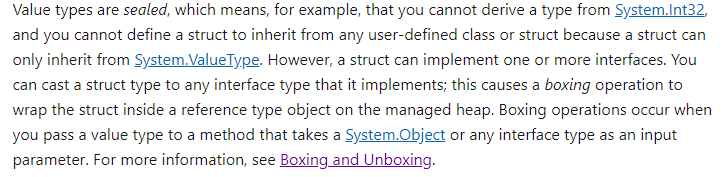 Value types are sealed, which means, for example, that you cannot derive a type from System.Int32,
and you cannot define a struct to inherit from any user-defined class or struct because a struct can
only inherit from System.ValueType. However, a struct can implement one or more interfaces. You
can cast a struct type to any interface type that it implements; this causes a boxing operation to
wrap the struct inside a reference type object on the managed heap. Boxing operations occur when
you pass a value type to a method that takes a System.Object or any interface type as an input
parameter. For more information, see Boxing and Unboxing.